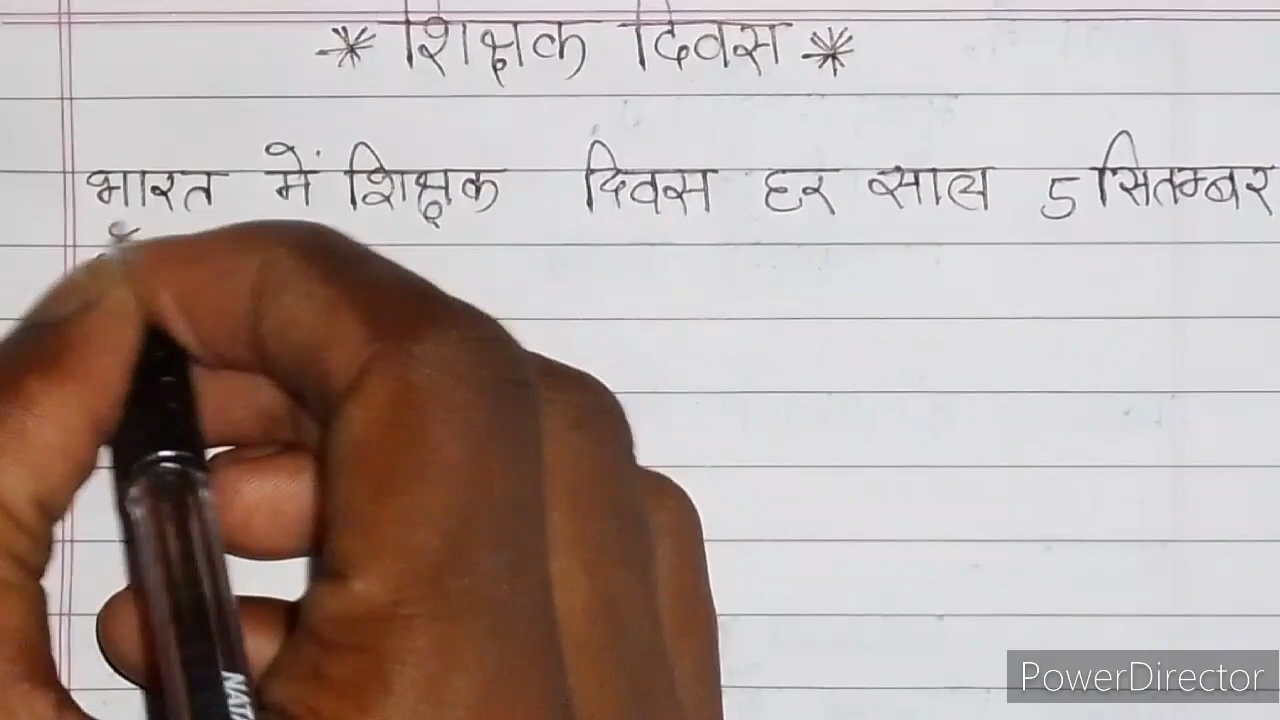 * शिक्षक दिवस *
भारत में शिक्षक दिवस हर साल 5 सितम्बर
PowerDirector